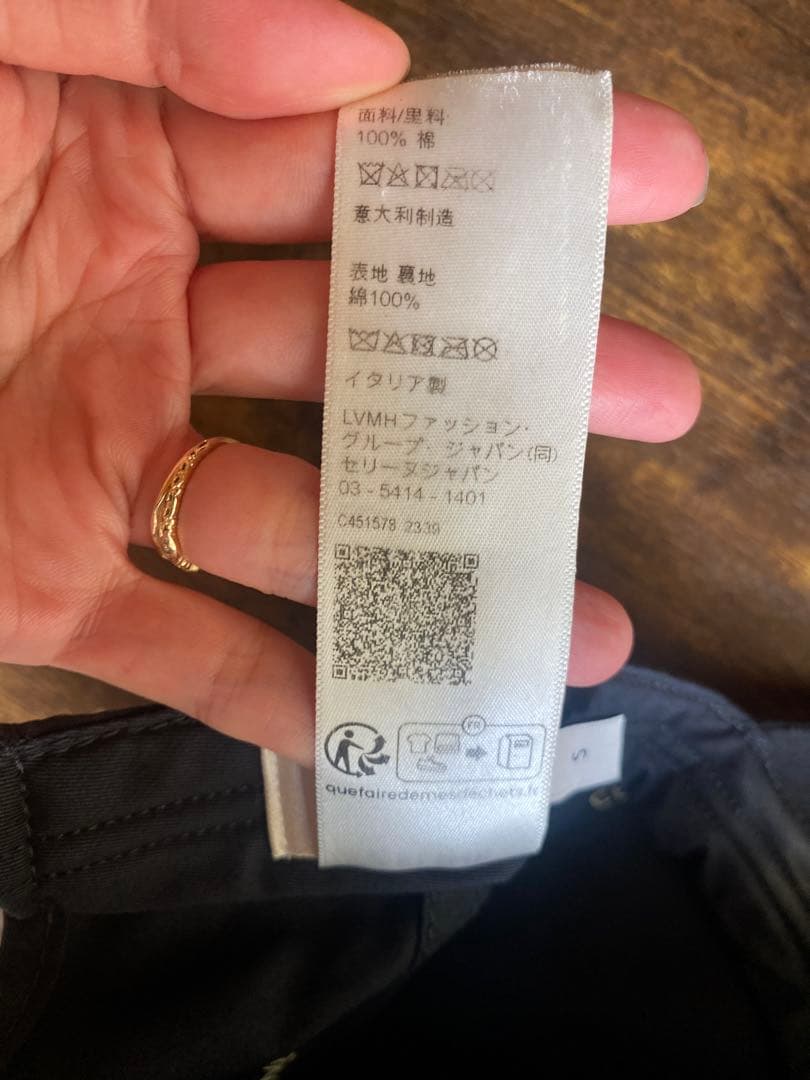 面料/里料
100% 棉
意大利制造
表地 裏地
綿100%
イタリア製
LVMHファッション・
グループ・ジャパン(同)
セリーヌジャパン
03 - 5414 - 1401
C451578 2339
FR
quefairedemesdechets.fr
S